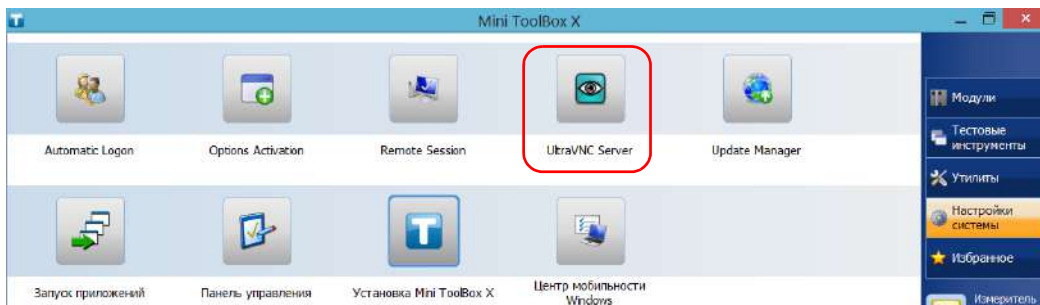 Mini ToolBox X
Automatic Logon
Options Activation
Remote Session
UltraVNC Server
Update Manager
Запуск приложений
Панель управления
Установка Mini ToolBox X
Центр мобильности
Windows
Модули
Тестовые
инструменты
Утилиты
Настройки
системы
Избранное
Измеритель